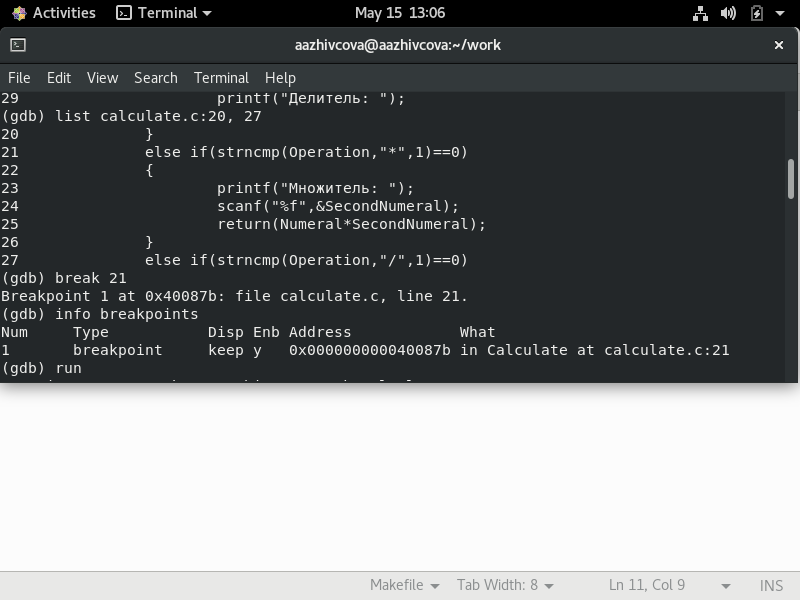 Activities Terminal May 15 13:06
aazhivcova@aazhivcova:~/work
File Edit View Search Terminal Help
29                      printf("Делитель: ");
(gdb) list calculate.c:20, 27
20              }
21              else if(strncmp(Operation,"*",1)==0)
22              {
23                      printf("Множитель: ");
24                      scanf("%f",&SecondNumeral);
25                      return(Numeral*SecondNumeral);
26              }
27              else if(strncmp(Operation,"/",1)==0)
(gdb) break 21
Breakpoint 1 at 0x40087b: file calculate.c, line 21.
(gdb) info breakpoints
Num     Type           Disp Enb Address            What
1       breakpoint     keep y   0x000000000040087b in Calculate at calculate.c:21
(gdb) run
Makefile Tab Width: 8 Ln 11, Col 9 INS